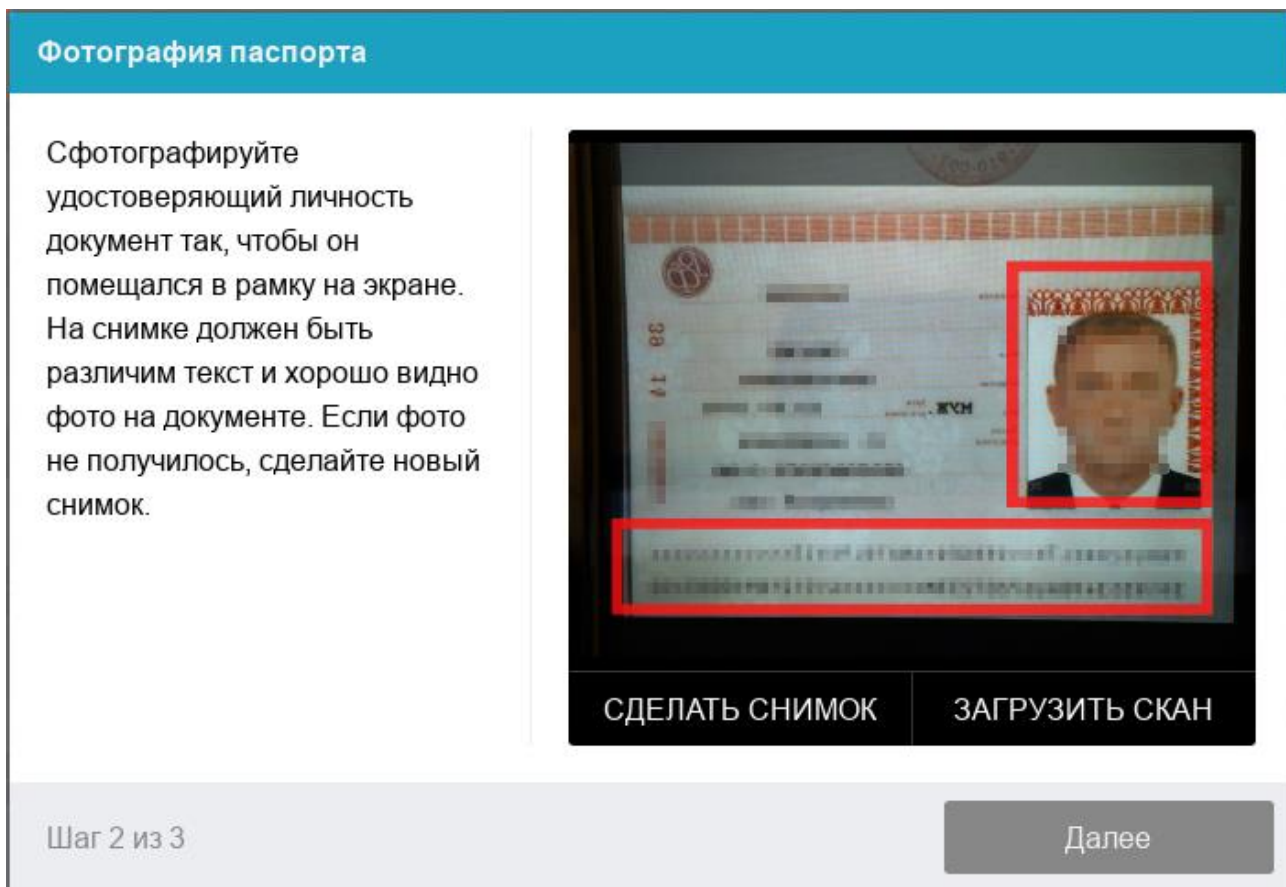 Фотография паспорта
Сфотографируйте
удостоверяющий личность
документ так, чтобы он
помещался в рамку на экране.
На снимке должен быть
различим текст и хорошо видно
фото на документе. Если фото
не получилось, сделайте новый
снимок.
МУЖ.
СДЕЛАТЬ СНИМОК
ЗАГРУЗИТЬ СКАН
Шаг 2 из 3
Далее